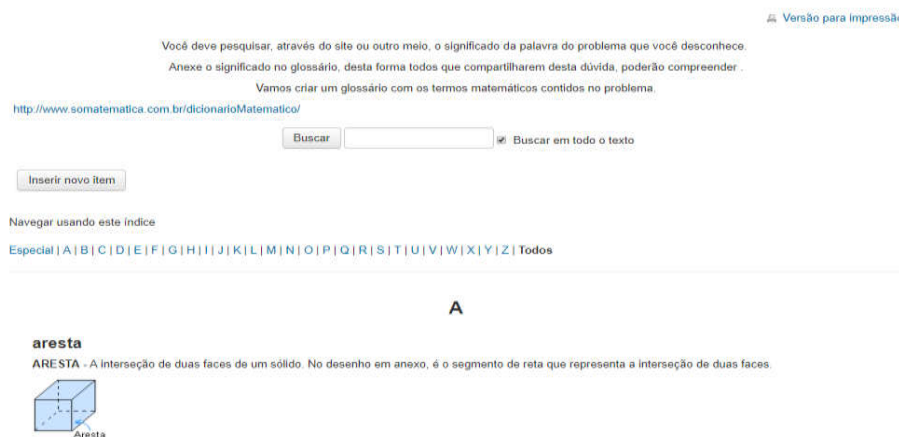 Versão para impressão
Você deve pesquisar, através do site ou outro meio, o significado da palavra do problema que você desconhece.
Anexe o significado no glossário, desta forma todos que compartilharem desta dúvida, poderão compreender .
Vamos criar um glossário com os termos matemáticos contidos no problema.
http://www.somatematica.com.br/dicionarioMatematico/
Buscar Buscar em todo o texto
Inserir novo item
Navegar usando este índice
Especial | A | B | C | D | E | F | G | H | I | J | K | L | M | N | O | P | Q | R | S | T | U | V | W | X | Y | Z | Todos
A
aresta
ARESTA - A interseção de duas faces de um sólido. No desenho em anexo, é o segmento de reta que representa a interseção de duas faces.
Aresta